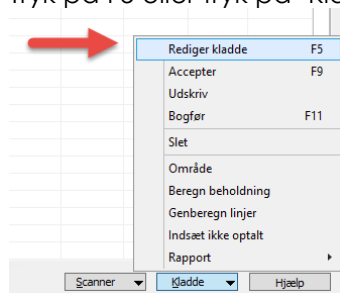 Tryk på F5 eller tryk på "Kl
Rediger kladde F5
Accepter F9
Udskriv
Bogfør F11
Slet
Område
Beregn beholdning
Genberegn linjer
Indsæt ikke optalt
Rapport
Scanner Kladde Hjælp